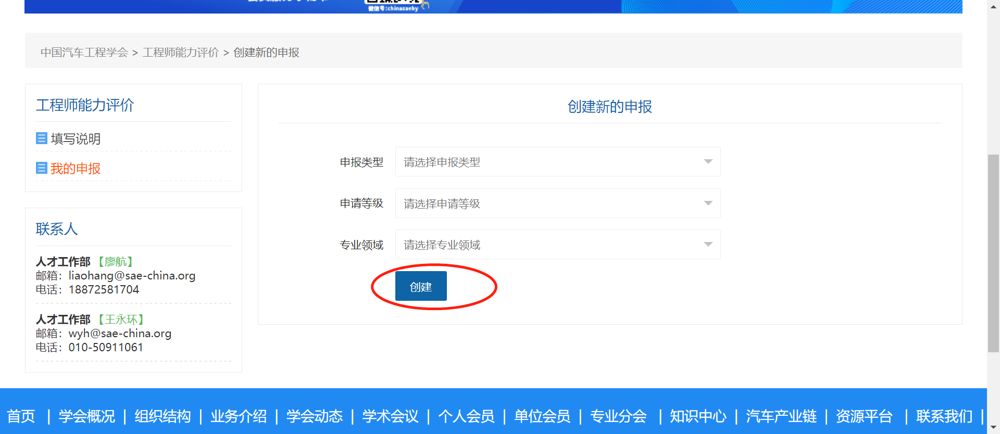 微信号:chinasaehy
中国汽车工程学会 > 工程师能力评价 > 创建新的申报
工程师能力评价
填写说明
我的申报
联系人
人才工作部 【廖航】
邮箱：liaohang@sae-china.org
电话：18872581704
人才工作部 【王永环】
邮箱：wyh@sae-china.org
电话：010-50911061
创建新的申报
申报类型 请选择申报类型
申请等级 请选择申请等级
专业领域 请选择专业领域
创建
首页 | 学会概况 | 组织结构 | 业务介绍 | 学会动态 | 学术会议 | 个人会员 | 单位会员 | 专业分会 | 知识中心 | 汽车产业链 | 资源平台 | 联系我们 |